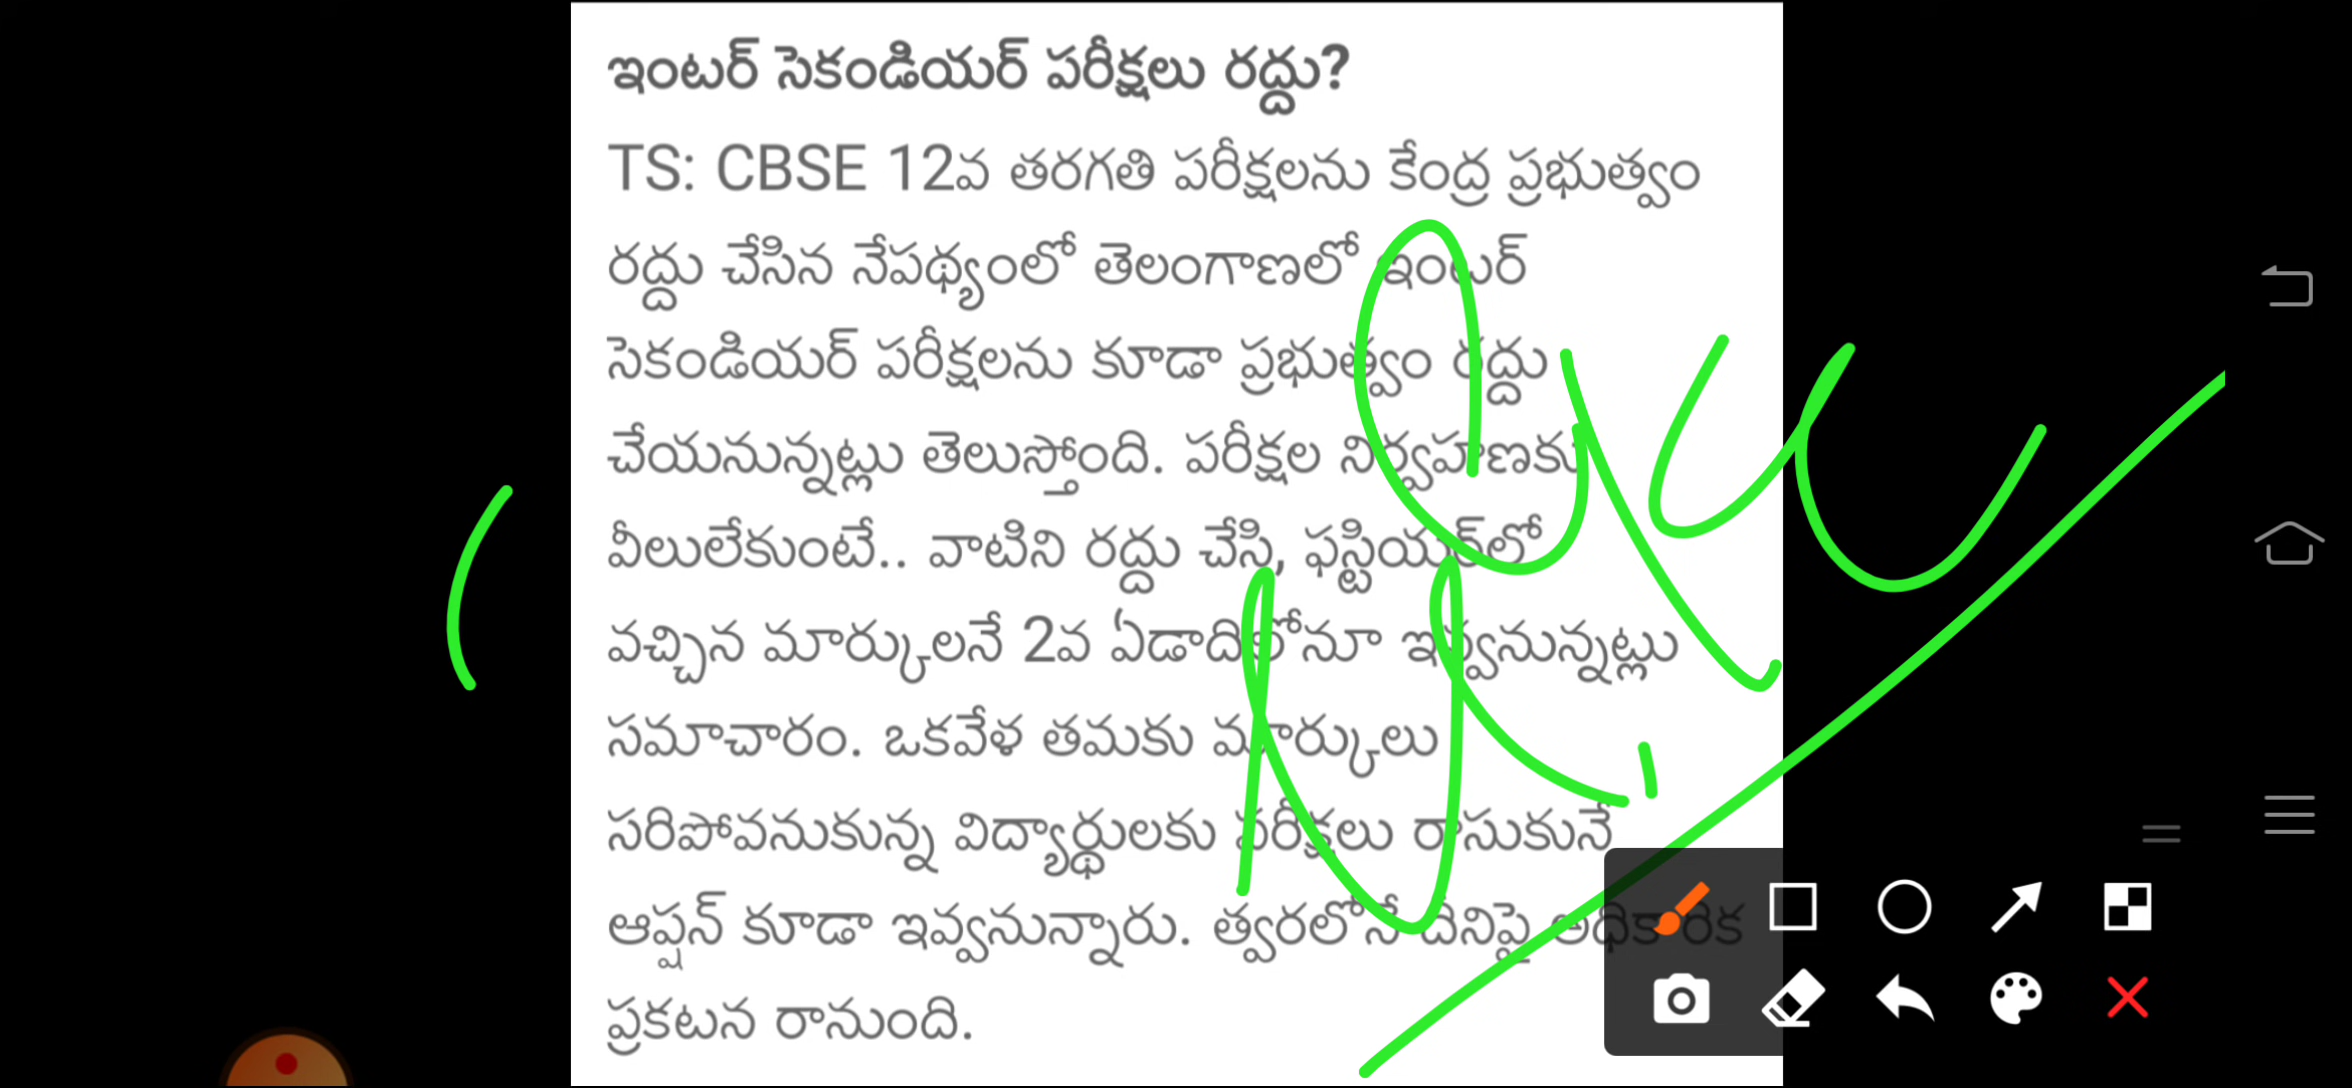 ఇంటర్ సెకండియర్ పరీక్షలు రద్దు?
TS: CBSE 12వ తరగతి పరీక్షలను కేంద్ర ప్రభుత్వం
రద్దు చేసిన నేపథ్యంలో తెలంగాణలో ఇంటర్
సెకండియర్ పరీక్షలను కూడా ప్రభుత్వం రద్దు
చేయనున్నట్లు తెలుస్తోంది. పరీక్షల నిర్వహణకు
వీలులేకుంటే.. వాటిని రద్దు చేసి, ఫస్టియర్‌లో
వచ్చిన మార్కులనే 2వ ఏడాదిలోనూ ఇవ్వనున్నట్లు
సమాచారం. ఒకవేళ తమకు మార్కులు
సరిపోవనుకున్న విద్యార్థులకు పరీక్షలు రాసుకునే
ఆప్షన్ కూడా ఇవ్వనున్నారు. త్వరలోనే దీనిపై అధికారిక
ప్రకటన రానుంది.